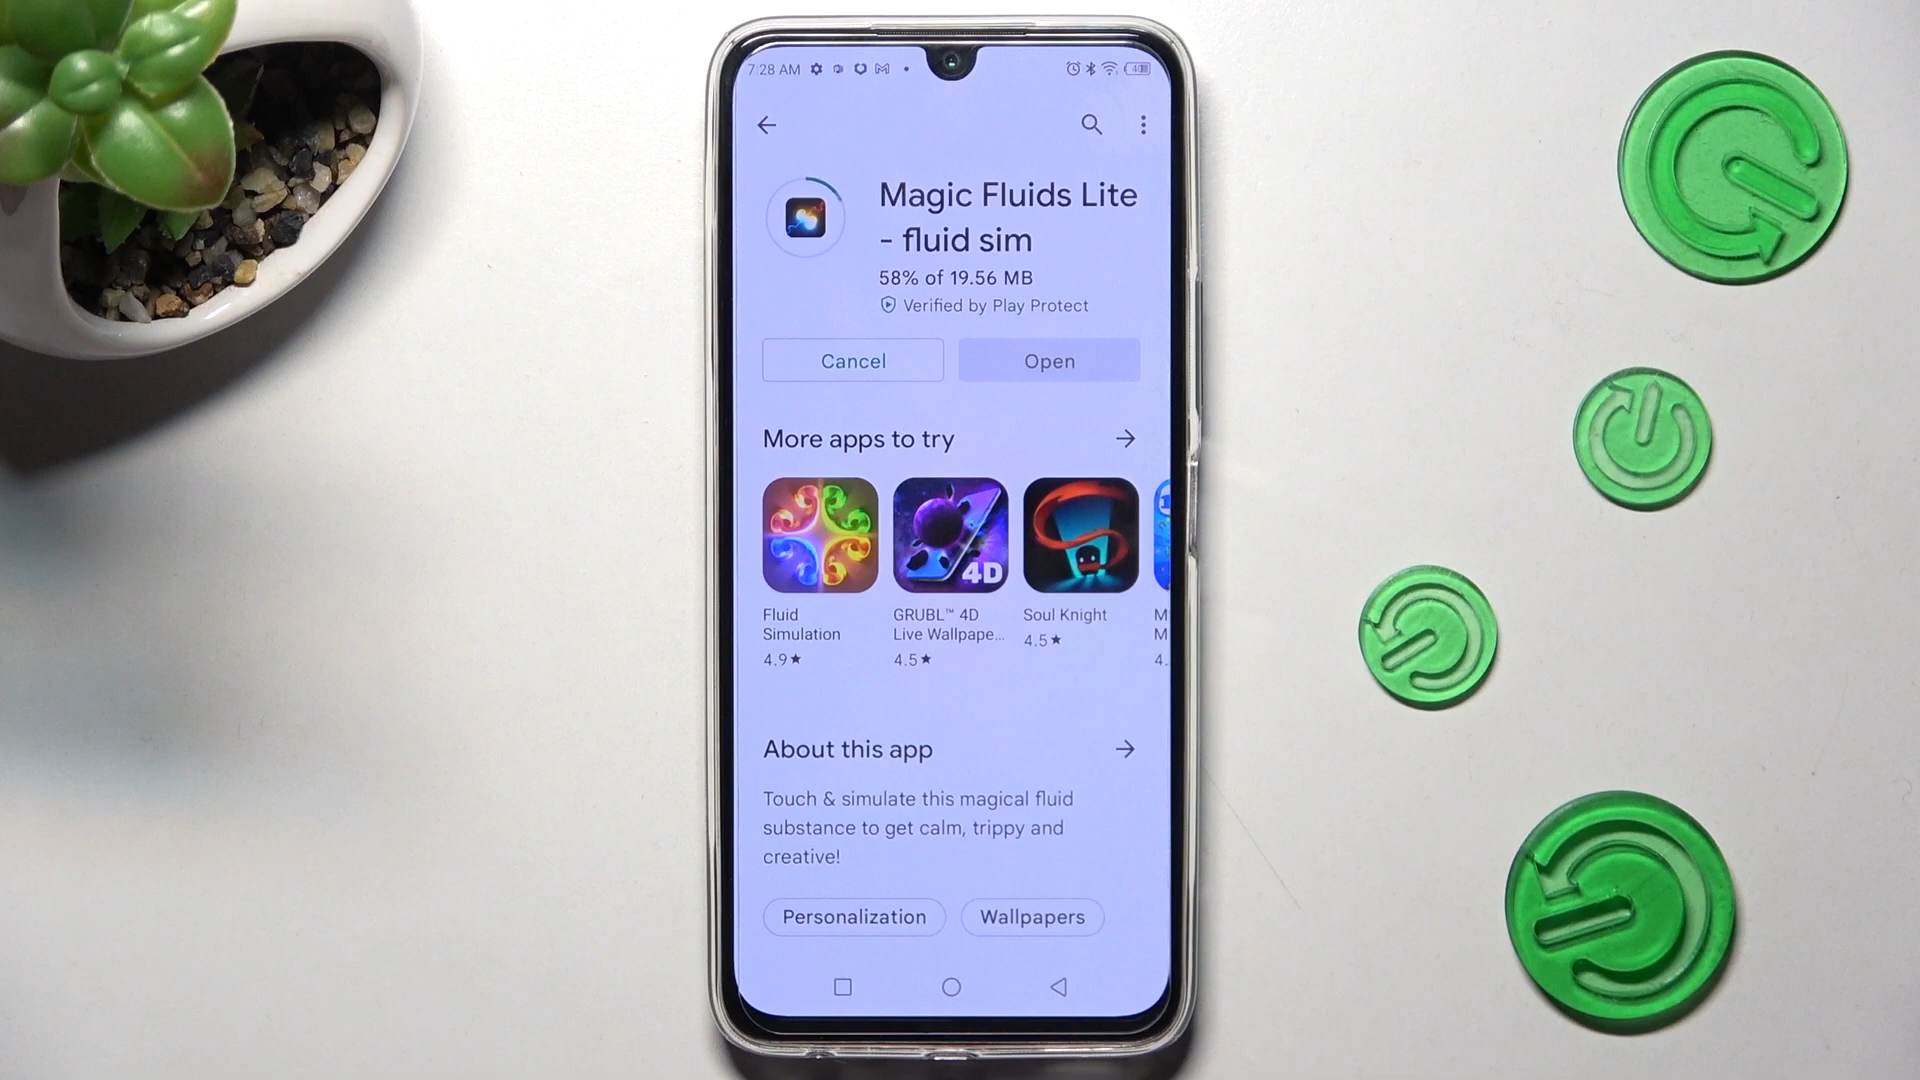 7:28 AM
40
Magic Fluids Lite
- fluid sim
58% of 19.56 MB
Verified by Play Protect
Cancel
Open
More apps to try
4D
Fluid
Simulation
4.9★
GRUBL™ 4D
Live Wallpape...
4.5★
Soul Knight
4.5★
M
M
4.
About this app
Touch & simulate this magical fluid
substance to get calm, trippy and
creative!
Personalization
Wallpapers